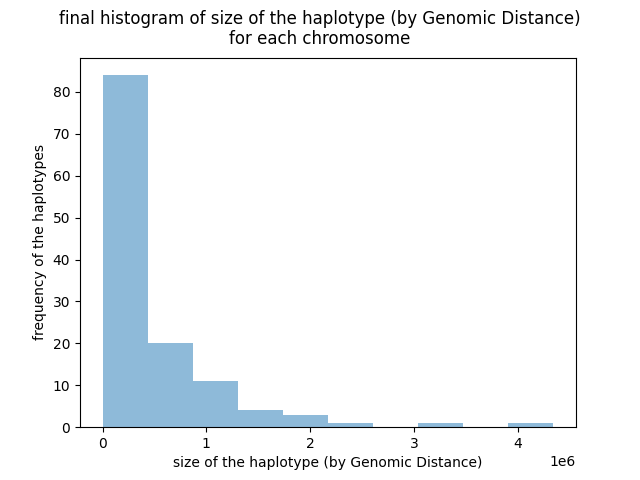 final histogram of size of the haplotype (by Genomic Distance)
for each chromosome
frequency of the haplotypes
80
70
60
50
40
30
20
10
0
0 1 2 3 4
1e6
size of the haplotype (by Genomic Distance)